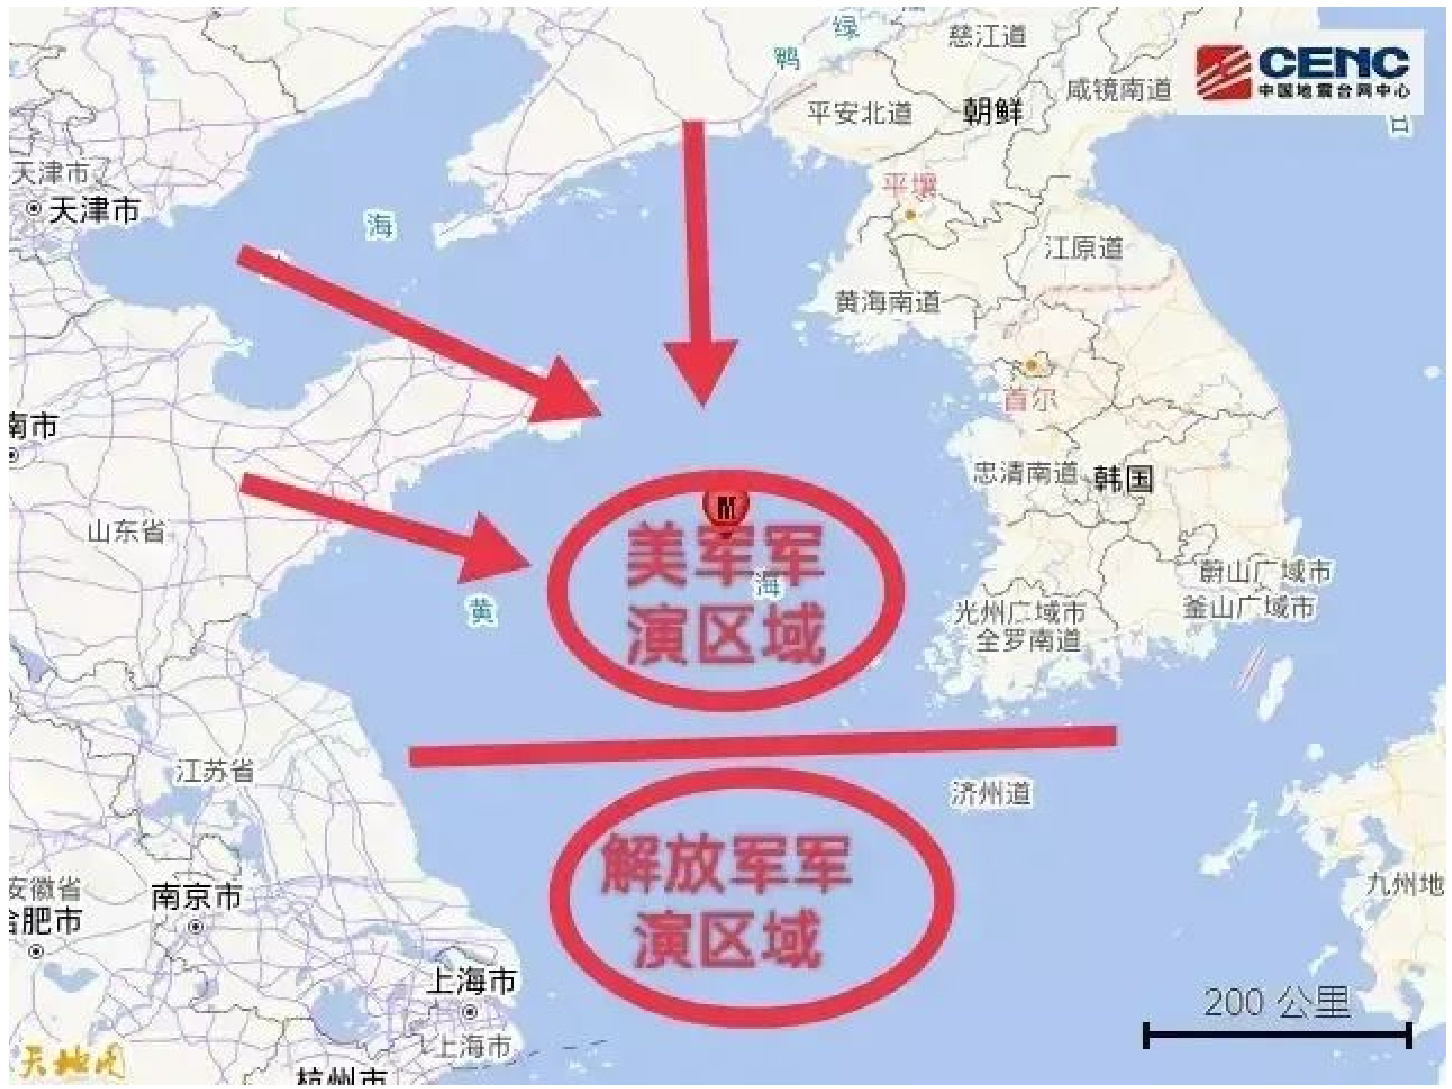 绿
慈江道
鸭
CENC
中国地震台网中心
咸镜南道
平安北道
朝鲜
日
天津市
平壤
天津市
海
江原道
黄海南道
首尔
南市
忠清南道
韩国
山东省
M
美军军
海
演区域
蔚山广域市
黄
釜山广域市
光州广域市
全罗南道
江苏省
济州道
解放军军
演区域
安徽省
南京市
九州地
合肥市
上海市
200 公里
上海市
天地图
杭州市